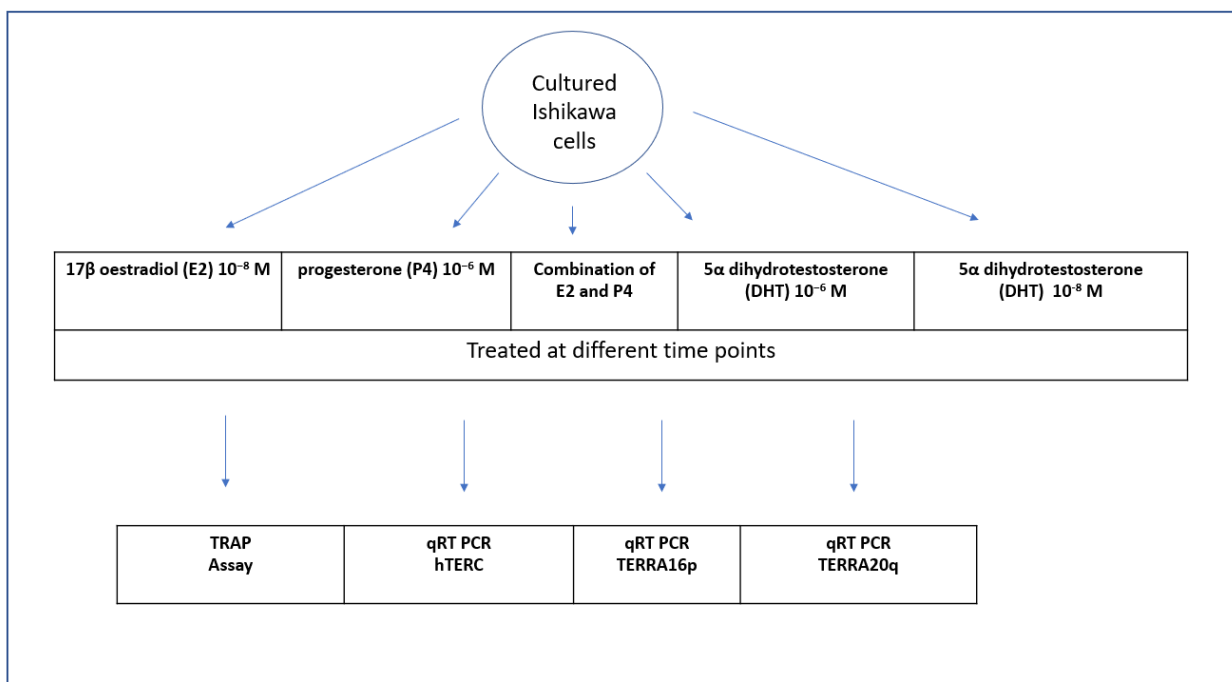 Cultured
Ishikawa
cells
17β oestradiol (E2) 10⁻⁸ M
progesterone (P4) 10⁻⁶ M
Combination of
E2 and P4
5α dihydrotestosterone
(DHT) 10⁻⁶ M
5α dihydrotestosterone
(DHT) 10⁻⁸ M
Treated at different time points
TRAP
Assay
qRT PCR
hTERC
qRT PCR
TERRA16p
qRT PCR
TERRA20q